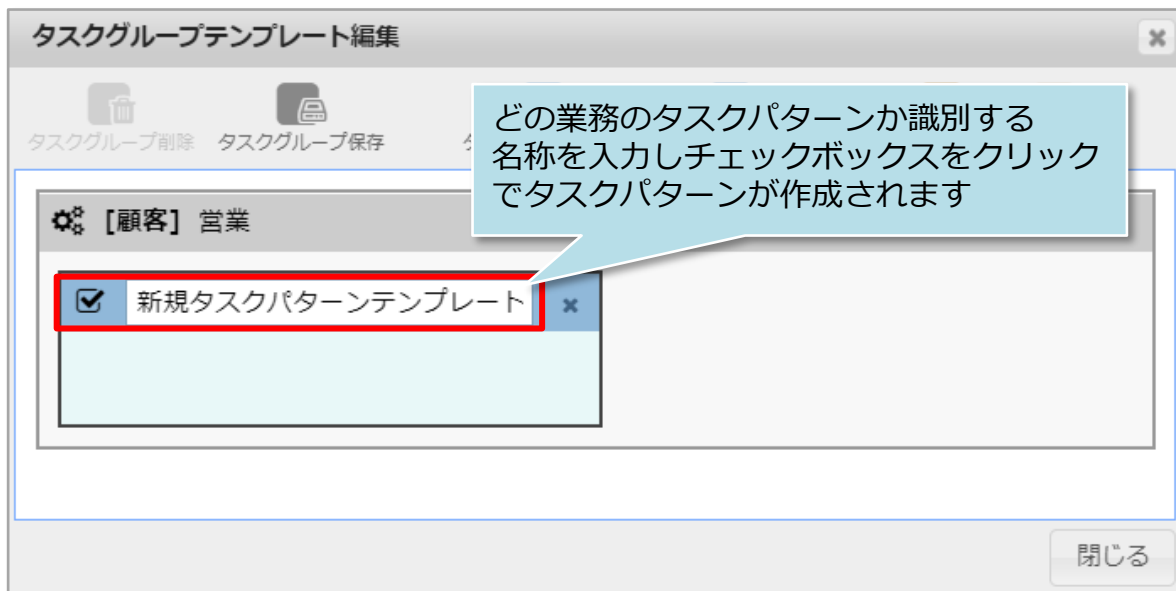 タスクグループテンプレート編集
タスクグループ削除 タスクグループ保存
どの業務のタスクパターンか識別する
名称を入力しチェックボックスをクリック
でタスクパターンが作成されます
[顧客] 営業
新規タスクパターンテンプレート
閉じる